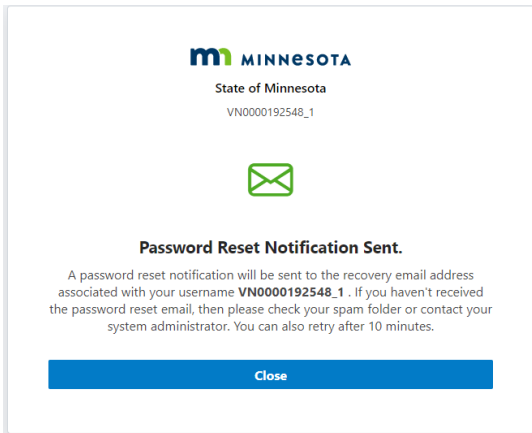 mn MINNESOTA
State of Minnesota
VN0000192548_1
Password Reset Notification Sent.
A password reset notification will be sent to the recovery email address
associated with your username VN0000192548_1 . If you haven't received
the password reset email, then please check your spam folder or contact your
system administrator. You can also retry after 10 minutes.
Close